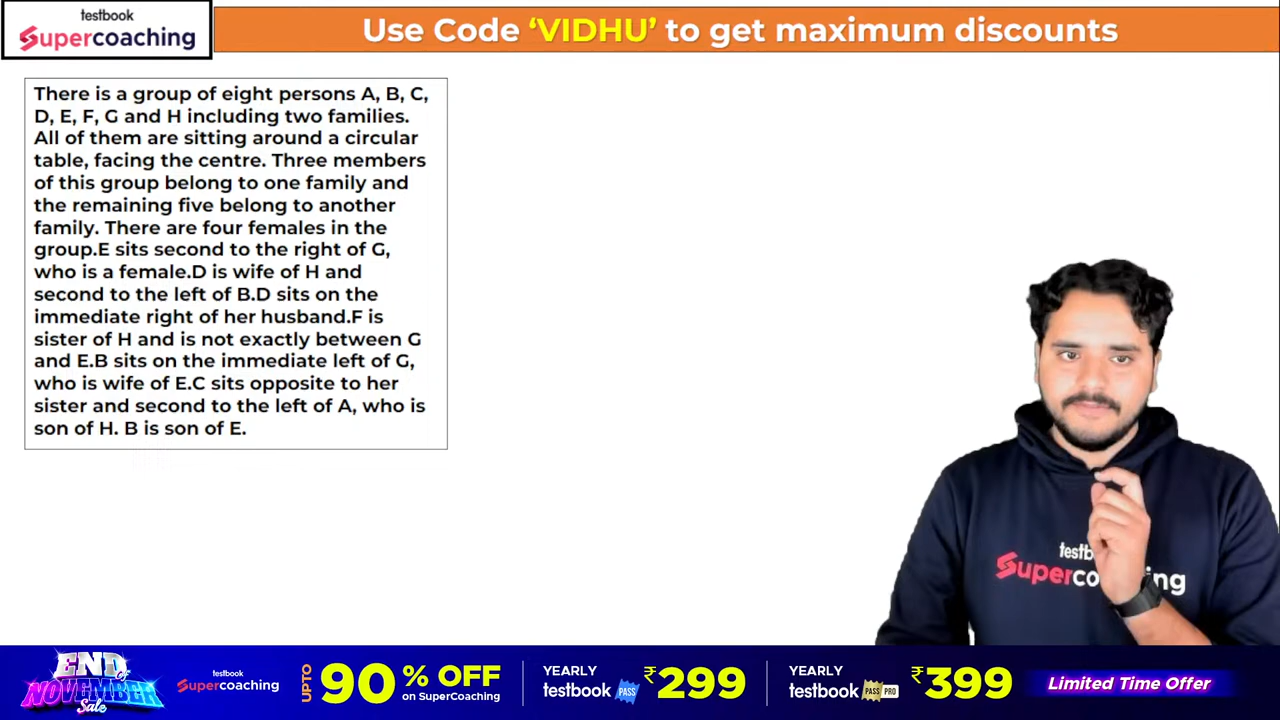 testbook
Supercoaching
Use Code ‘VIDHU’ to get maximum discounts
There is a group of eight persons A, B, C,
D, E, F, G and H including two families.
All of them are sitting around a circular
table, facing the centre. Three members
of this group belong to one family and
the remaining five belong to another
family. There are four females in the
group.E sits second to the right of G,
who is a female.D is wife of H and
second to the left of B.D sits on the
immediate right of her husband.F is
sister of H and is not exactly between G
and E.B sits on the immediate left of G,
who is wife of E.C sits opposite to her
sister and second to the left of A, who is
son of H. B is son of E.
testb
Superco ng
END of
NOVEMBER
Sale
testbook
Supercoaching
UPTO 90% OFF
on SuperCoaching
YEARLY
testbook PASS ₹299
YEARLY
testbook PASS PRO ₹399
Limited Time Offer